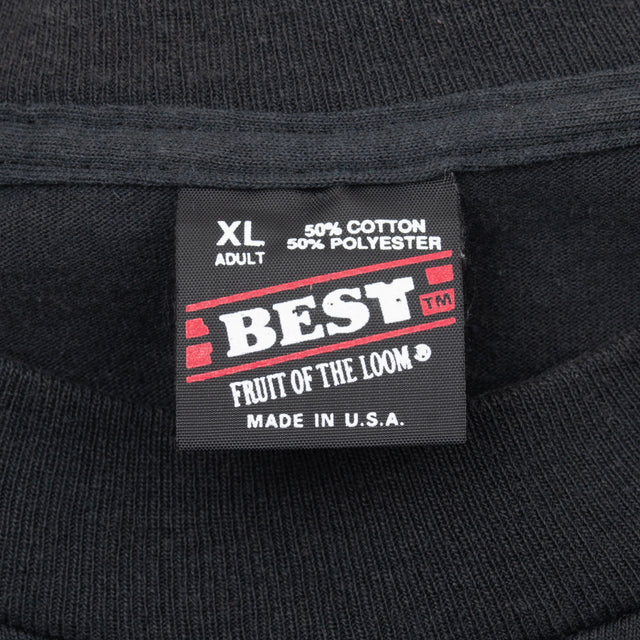 XL 50% COTTON
ADULT 50% POLYESTER
BEST TM
FRUIT OF THE LOOM®
MADE IN U.S.A.